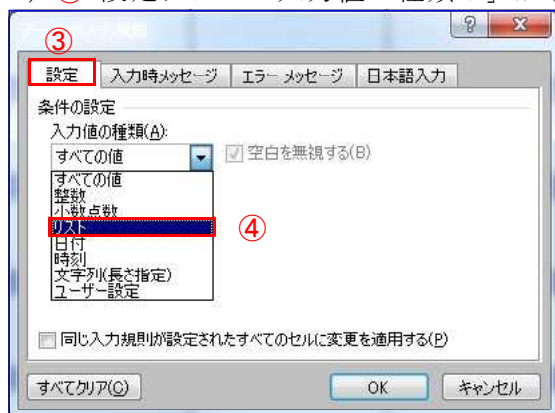 ③
設定 入力時メッセージ エラー メッセージ 日本語入力
条件の設定
入力値の種類(A):
すべての値 空白を無視する(B)
すべての値
整数
小数点数
リスト ④
日付
時刻
文字列(長さ指定)
ユーザー設定
同じ入力規則が設定されたすべてのセルに変更を適用する(P)
すべてクリア(C) OK キャンセル